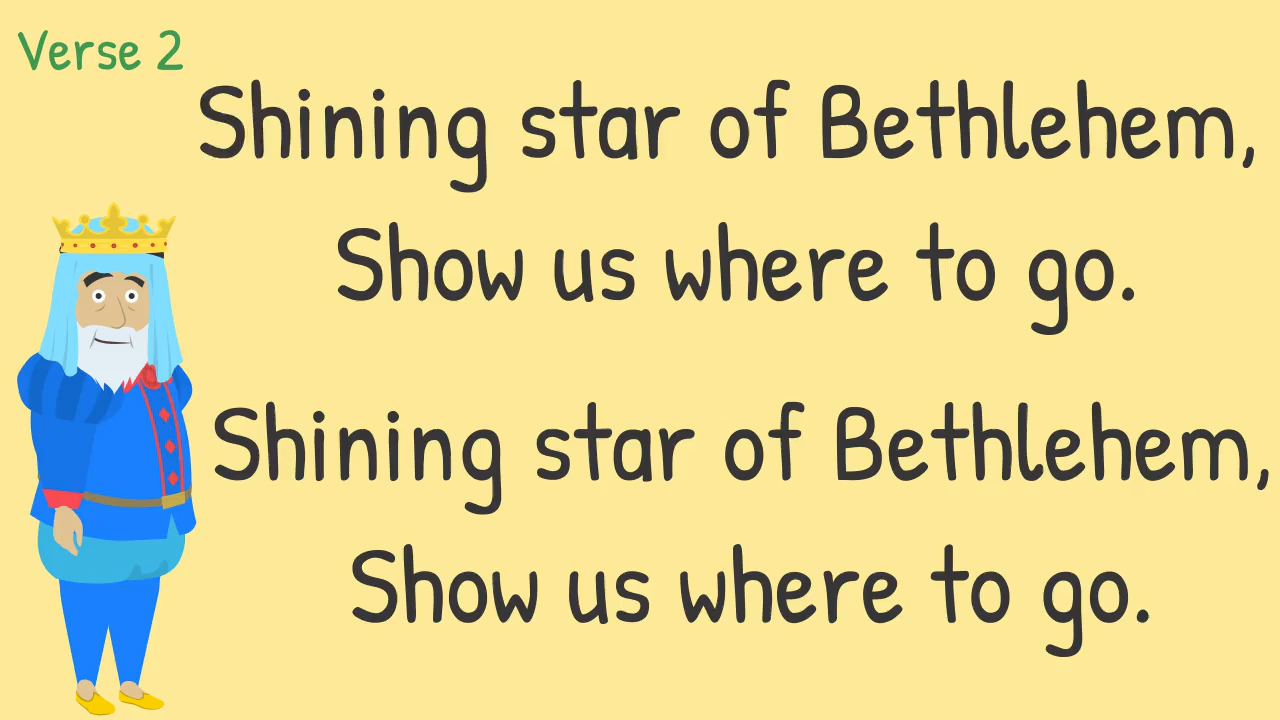 Verse 2
Shining star of Bethlehem,
Show us where to go.
Shining star of Bethlehem,
Show us where to go.